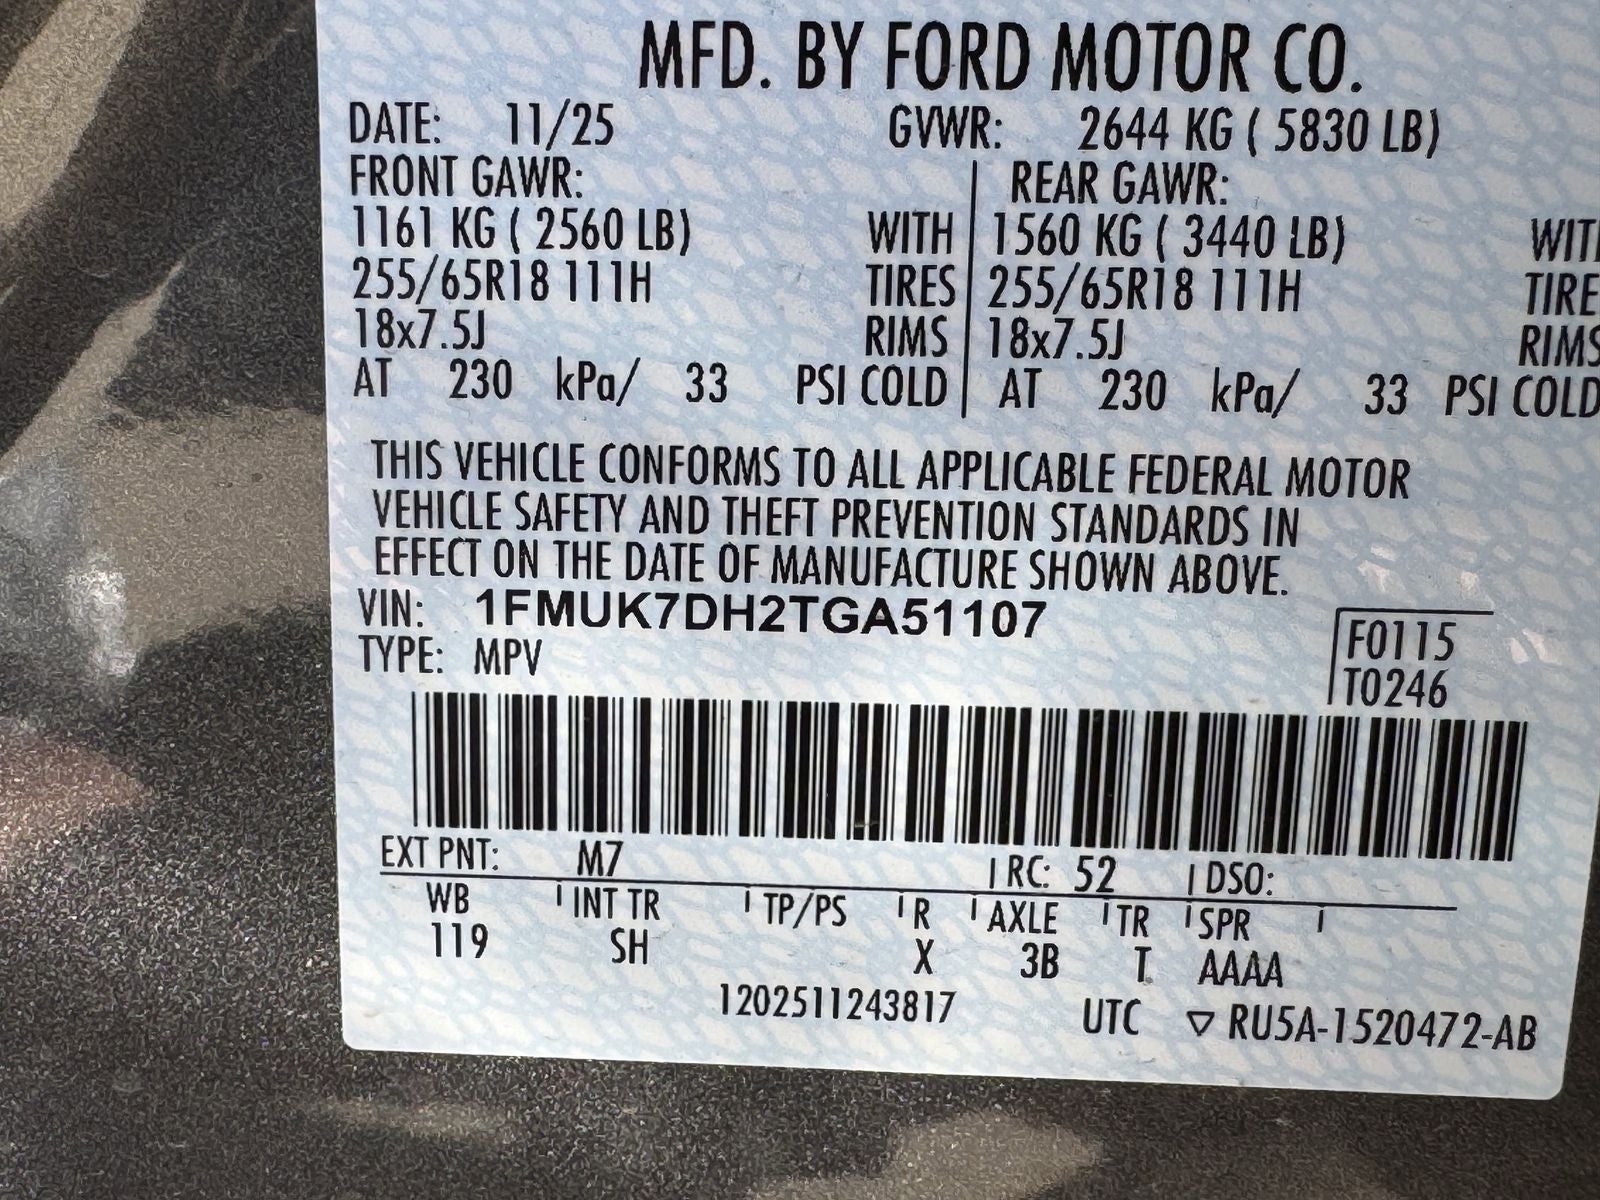 MFD. BY FORD MOTOR CO.
DATE: 11/25 GVWR: 2644 KG ( 5830 LB)
FRONT GAWR: REAR GAWR:
1161 KG ( 2560 LB) WITH 1560 KG ( 3440 LB) WITH
255/65R18 111H TIRES 255/65R18 111H TIRE
18x7.5J RIMS 18x7.5J RIMS
AT 230 kPa/ 33 PSI COLD AT 230 kPa/ 33 PSI COLD
THIS VEHICLE CONFORMS TO ALL APPLICABLE FEDERAL MOTOR
VEHICLE SAFETY AND THEFT PREVENTION STANDARDS IN
EFFECT ON THE DATE OF MANUFACTURE SHOWN ABOVE.
VIN: 1FMUK7DH2TGA51107
F0115
TYPE: MPV
T0246
EXT PNT: M7 RC: 52 DSO:
WB INT TR TP/PS R AXLE TR SPR
119 SH X 3B T AAAA
1202511243817 UTC ▽ RU5A-1520472-AB